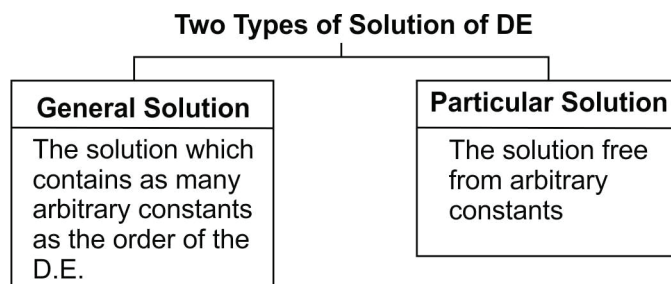 Two Types of Solution of DE
General Solution
The solution which
contains as many
arbitrary constants
as the order of the
D.E.
Particular Solution
The solution free
from arbitrary
constants